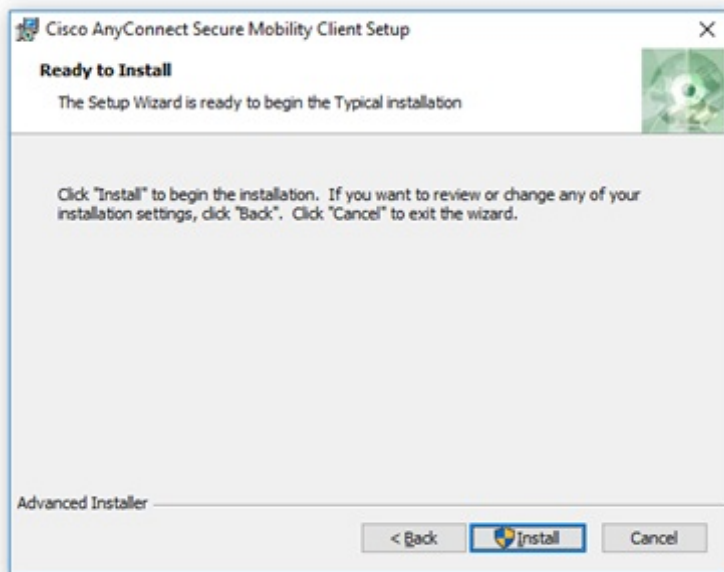 Cisco AnyConnect Secure Mobility Client Setup
Ready to Install
The Setup Wizard is ready to begin the Typical installation
Click "Install" to begin the installation. If you want to review or change any of your
installation settings, click "Back". Click "Cancel" to exit the wizard.
Advanced Installer
< Back Install Cancel